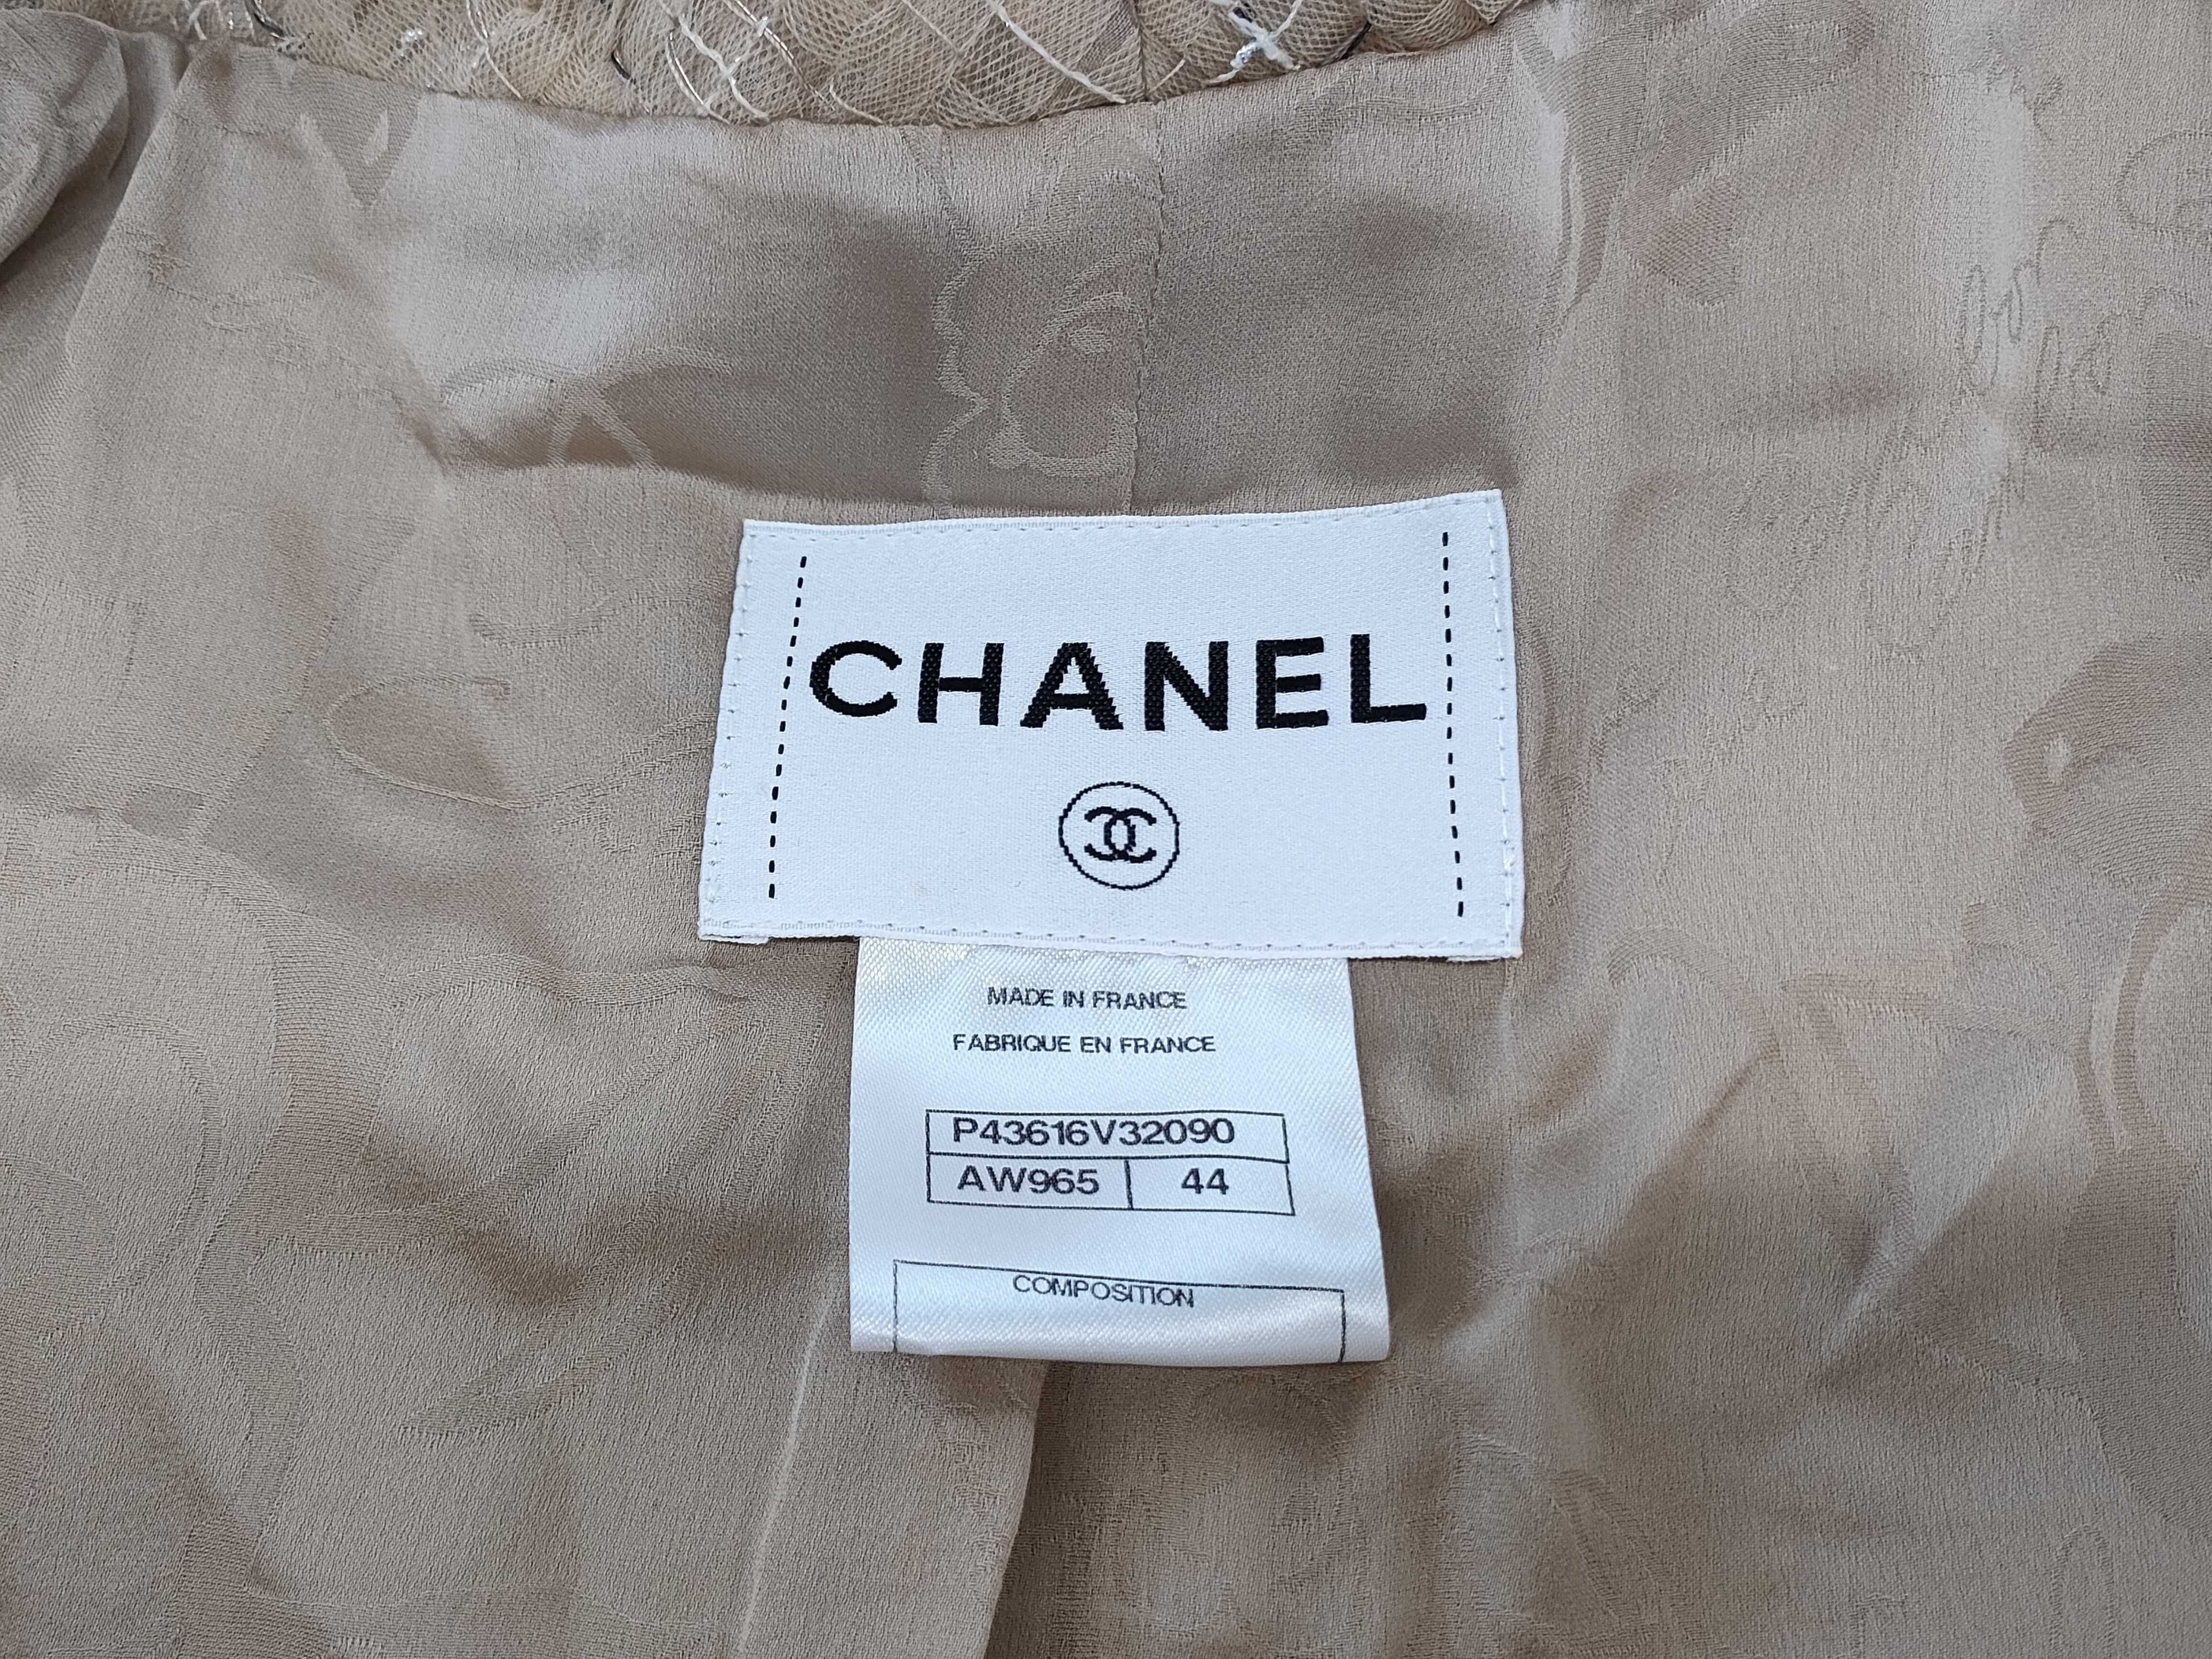 CHANEL
MADE IN FRANCE
FABRIQUE EN FRANCE
P43616V32090
AW965 44
COMPOSITION